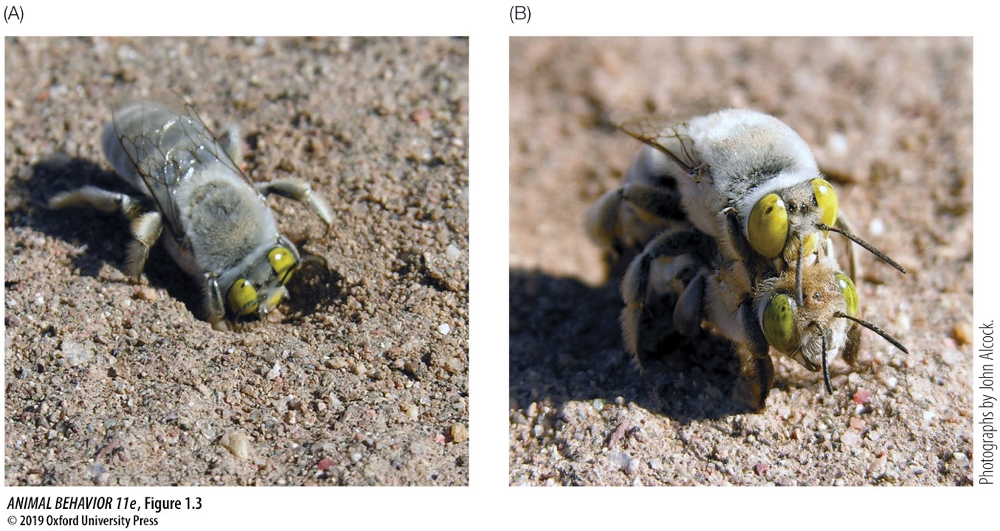 (A)
(B)
Photographs by John Alcock.
ANIMAL BEHAVIOR 11e, Figure 1.3
© 2019 Oxford University Press